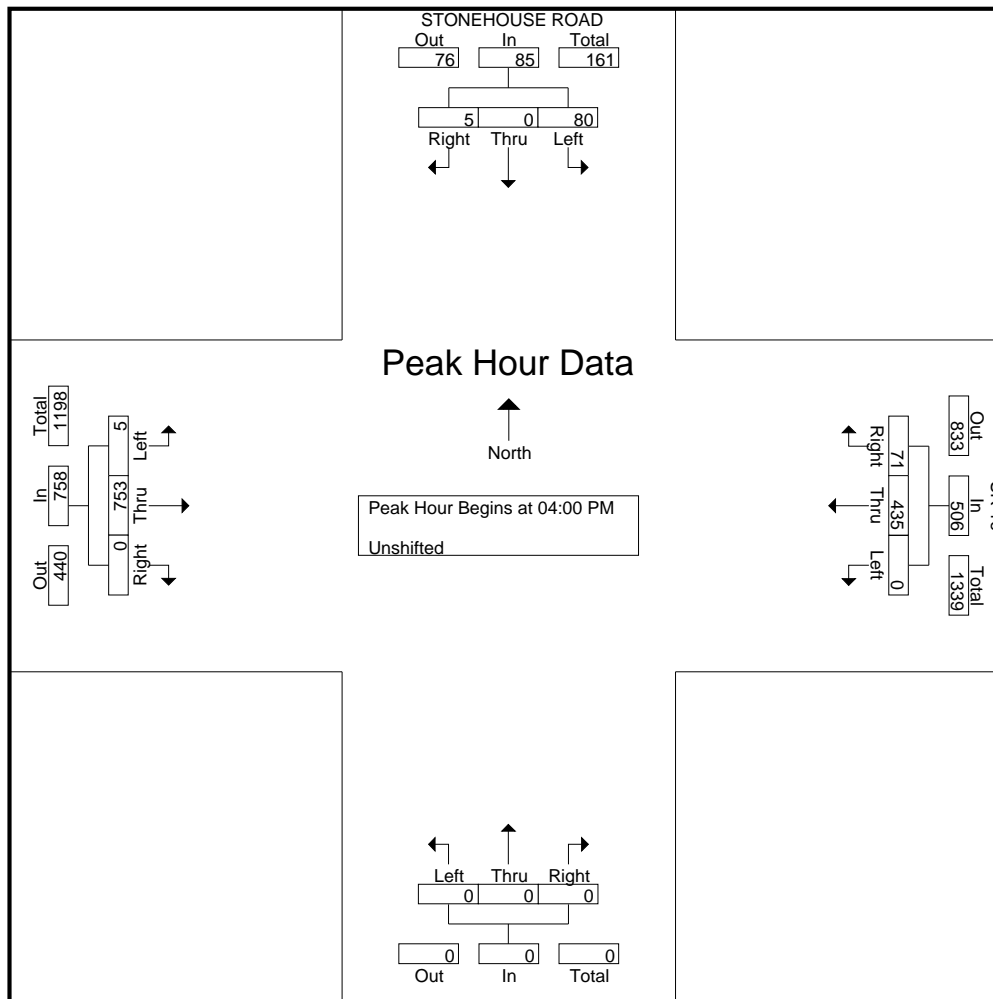 STONEHOUSE ROAD
Out In Total
76 85 161
5 0 80
Right Thru Left
Peak Hour Data
North
Peak Hour Begins at 04:00 PM
Unshifted
Total In Out
1198 758 440
5 753 0
Left Thru Right
Out In Total
833 506 1339
71 435 0
Right Thru Left
Left Thru Right
0 0 0
0 0 0
Out In Total